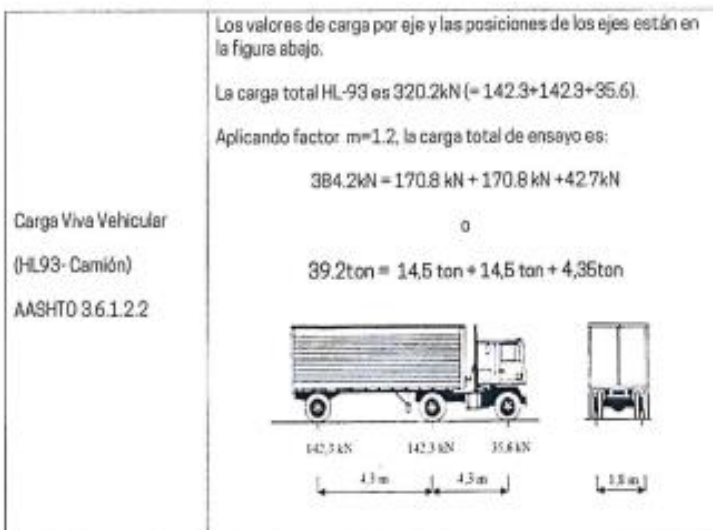 Los valores de carga por eje y las posiciones de los ejes están en
la figura abajo.
La carga total HL-93 es 320.2kN (= 142.3+142.3+35.6).
Aplicando factor m=1.2, la carga total de ensayo es:
384.2kN = 170.8 kN + 170.8 kN +42.7kN
o
39.2ton = 14,5 ton + 14,5 ton + 4,35ton
Carga Viva Vehicular
(HL93- Camión)
AASHTO 3.6.1.2.2
142,3 kN 142.3 kN 35.6 kN
4.3 m 4.3 m 1,8 m